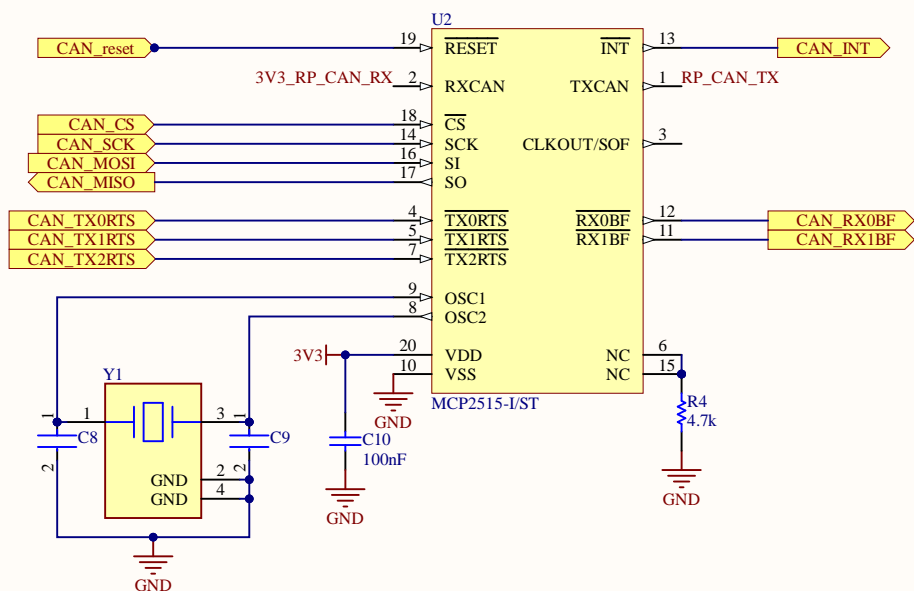 U2
CAN_reset 19 RESET INT 13 CAN_INT
3V3_RP_CAN_RX 2 RXCAN TXCAN 1 RP_CAN_TX
CAN_CS 18 CS
CAN_SCK 14 SCK CLKOUT/SOF 3
CAN_MOSI 16 SI
CAN_MISO 17 SO
CAN_TX0RTS 4 TX0RTS RX0BF 12 CAN_RX0BF
CAN_TX1RTS 5 TX1RTS RX1BF 11 CAN_RX1BF
CAN_TX2RTS 7 TX2RTS
9 OSC1
8 OSC2
3V3 20 VDD NC 6
10 VSS NC 15
MCP2515-I/ST
GND
Y1
1 1 3 1
C8 C9
2 2
GND 2
GND 4
GND
C10
100nF
GND
R4
4.7k
GND